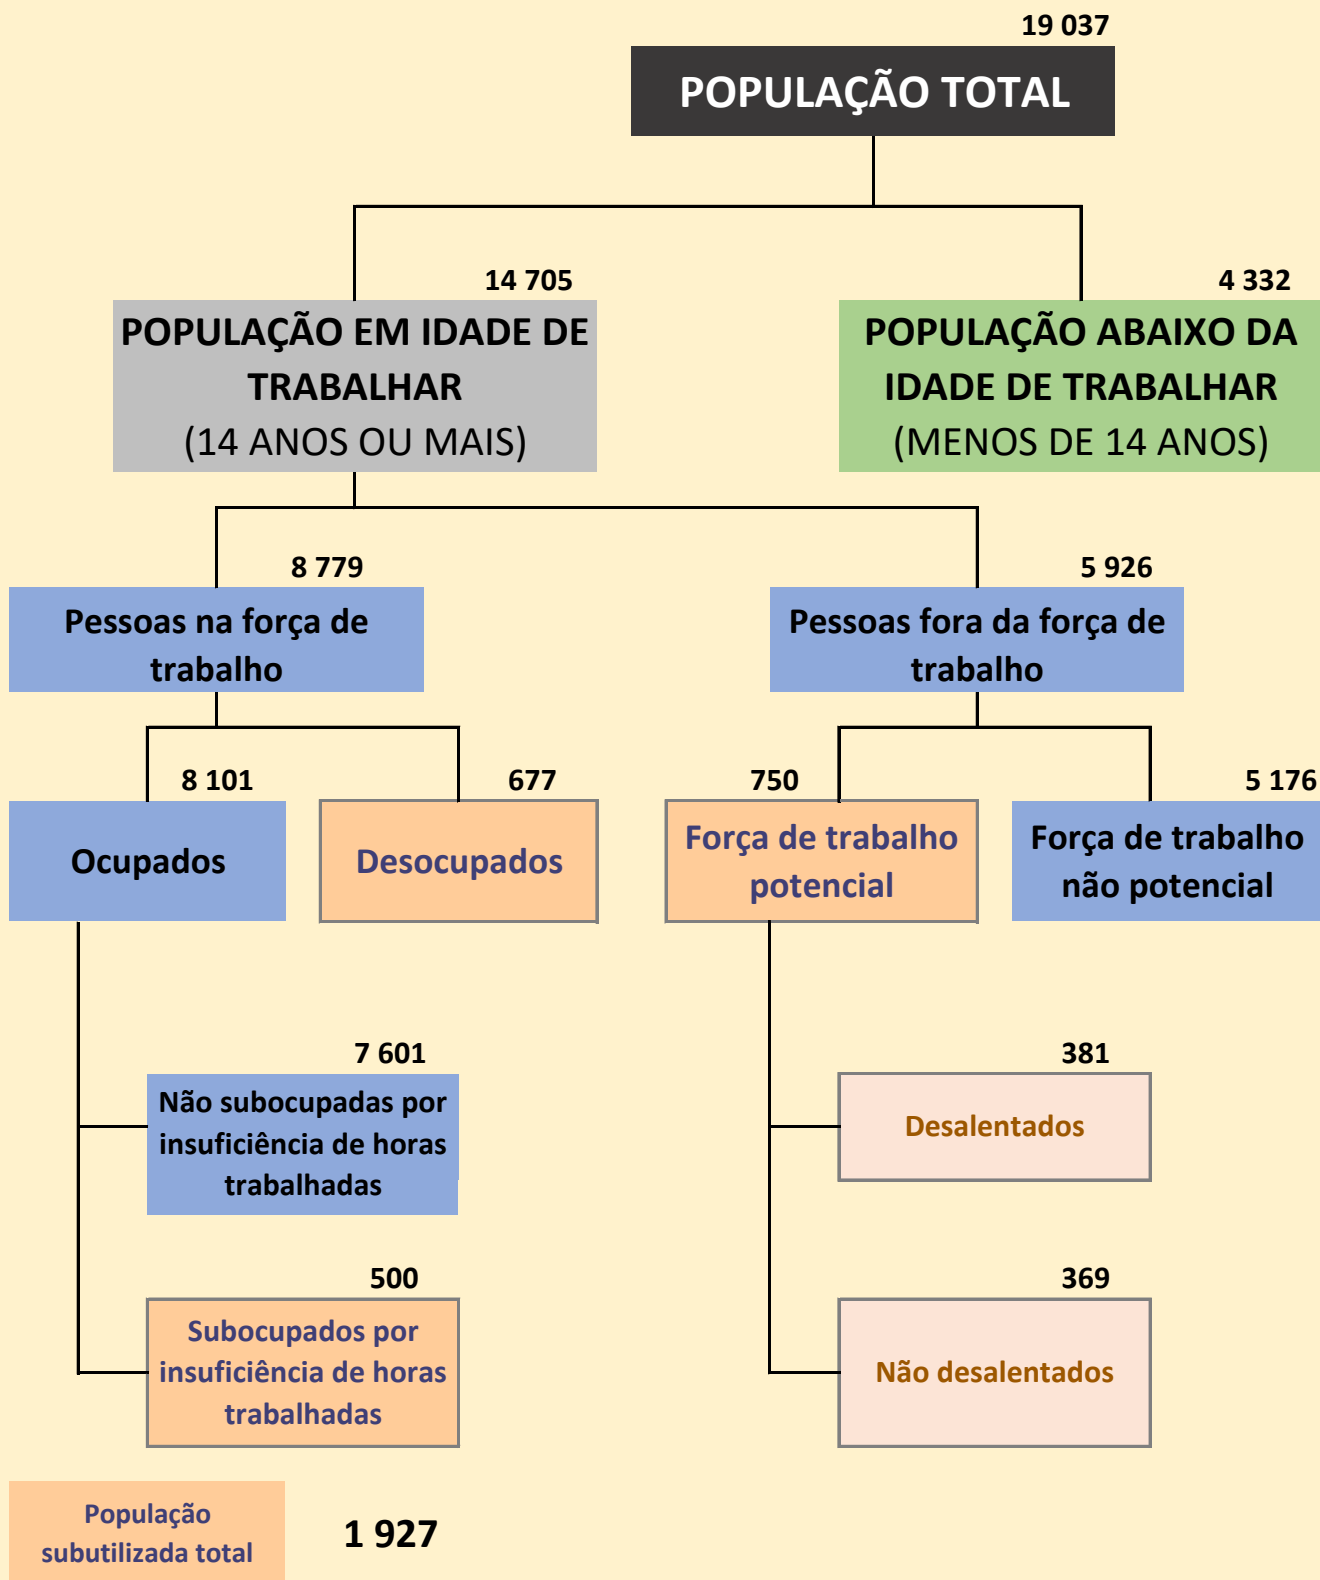 19 037
POPULAÇÃO TOTAL
14 705
POPULAÇÃO EM IDADE DE
TRABALHAR
(14 ANOS OU MAIS)
4 332
POPULAÇÃO ABAIXO DA
IDADE DE TRABALHAR
(MENOS DE 14 ANOS)
8 779
Pessoas na força de
trabalho
5 926
Pessoas fora da força de
trabalho
8 101
Ocupados
677
Desocupados
750
Força de trabalho
potencial
5 176
Força de trabalho
não potencial
7 601
Não subocupadas por
insuficiência de horas
trabalhadas
381
Desalentados
500
Subocupados por
insuficiência de horas
trabalhadas
369
Não desalentados
População
subutilizada total
1 927